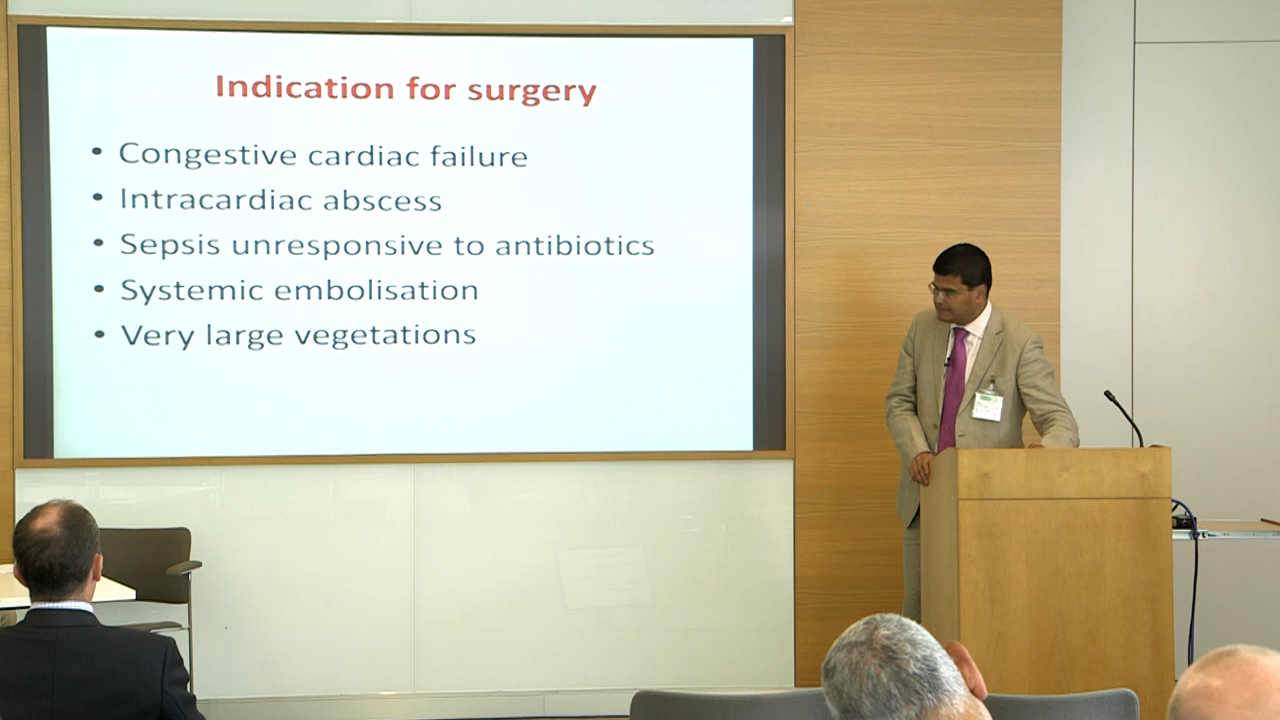 Indication for surgery
• Congestive cardiac failure
• Intracardiac abscess
• Sepsis unresponsive to antibiotics
• Systemic embolisation
• Very large vegetations